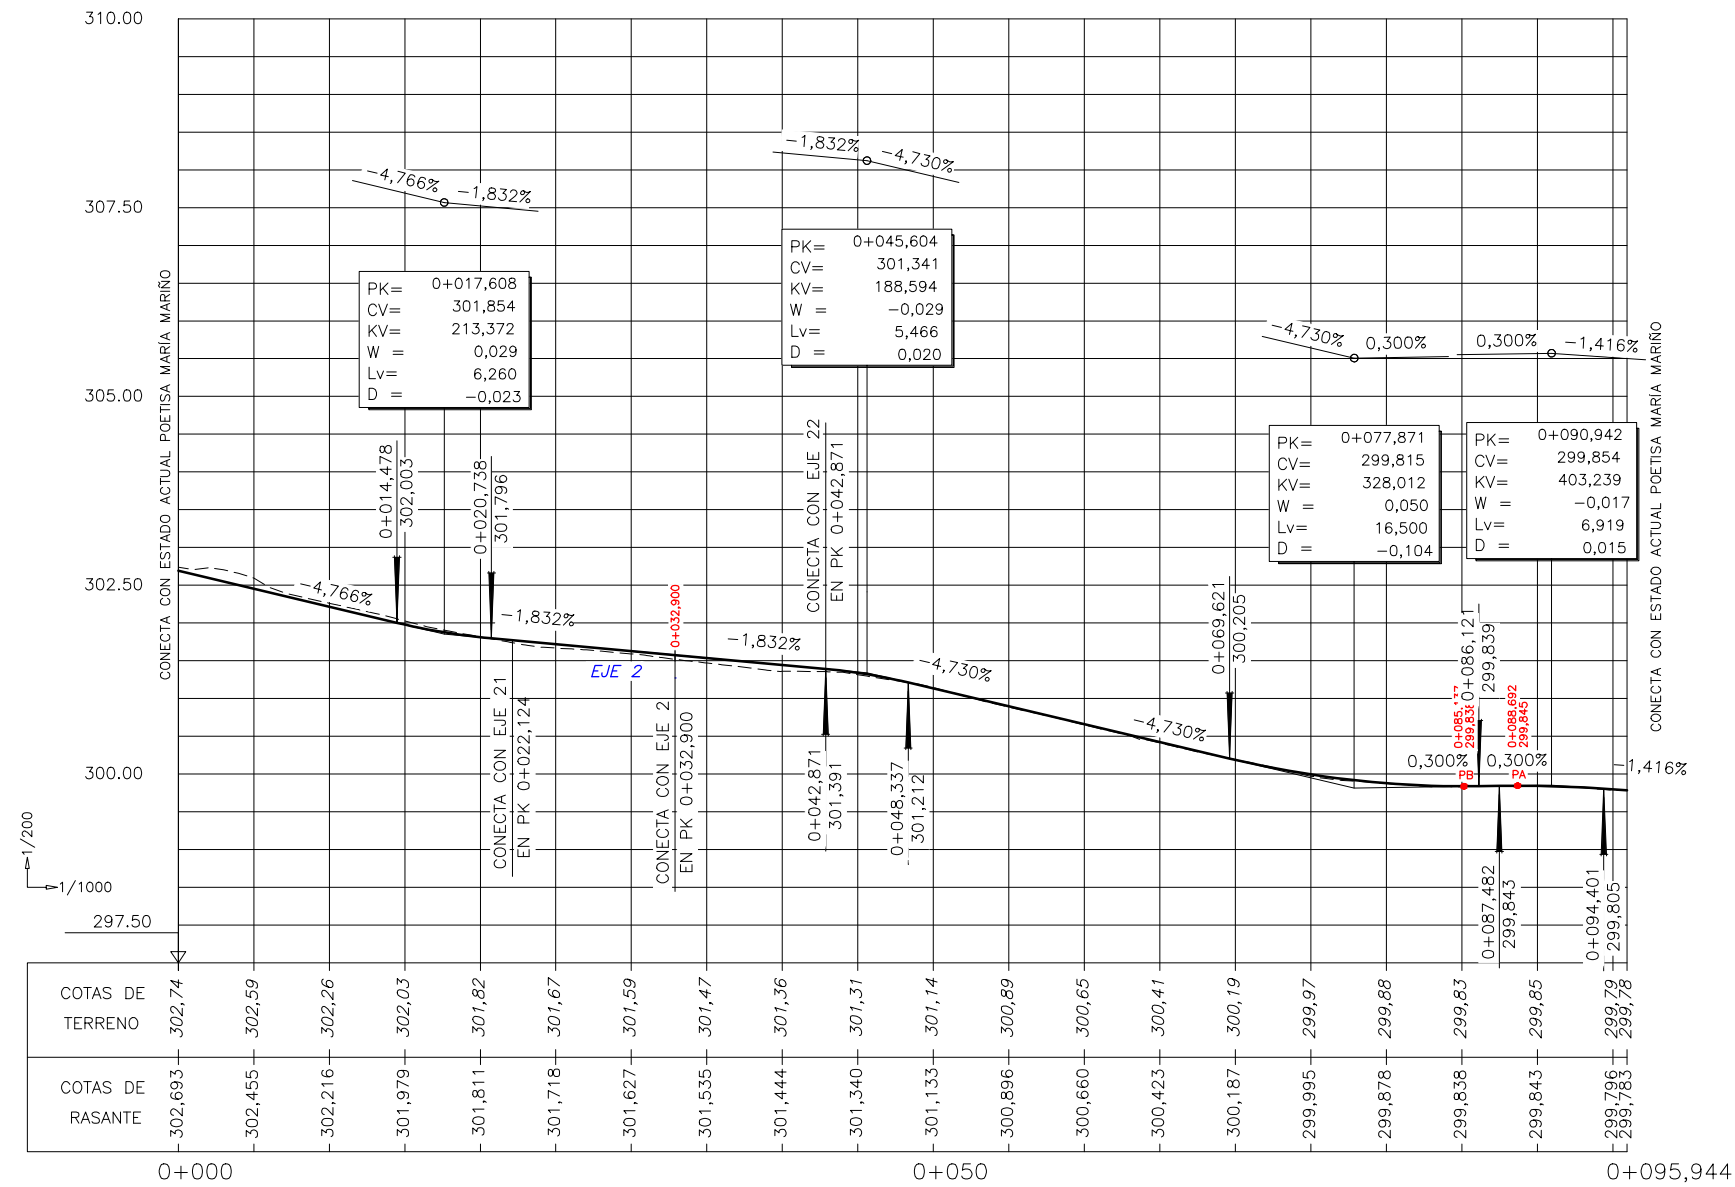 310.00
307.50
305.00
302.50
300.00
297.50
1/200
1/1000
CONECTA CON ESTADO ACTUAL POETISA MARÍA MARIÑO
-4,766%
-1,832%
PK= 0+017,608
CV= 301,854
KV= 213,372
W = 0,029
Lv= 6,260
D = -0,023
-1,832%
-4,730%
PK= 0+045,604
CV= 301,341
KV= 188,594
W = -0,029
Lv= 5,466
D = 0,020
-4,730%
0,300%
PK= 0+077,871
CV= 299,815
KV= 328,012
W = 0,050
Lv= 16,500
D = -0,104
0,300%
-1,416%
PK= 0+090,942
CV= 299,854
KV= 403,239
W = -0,017
Lv= 6,919
D = 0,015
CONECTA CON ESTADO ACTUAL POETISA MARÍA MARIÑO
-4,766%
0+014,478
302,003
0+020,738
301,796
-1,832%
CONECTA CON EJE 21
EN PK 0+022,124
EJE 2
0+032,900
CONECTA CON EJE 2
EN PK 0+032,900
-1,832%
CONECTA CON EJE 22
EN PK 0+042,871
0+042,871
301,391
0+048,337
301,212
-4,730%
-4,730%
0+069,621
300,205
299,838
PB
0,300%
0+086,121
299,839
0+088,692
299,845
PA
0,300%
0+087,482
299,843
0+094,401
299,805
-1,416%
COTAS DE
TERRENO
302,74 302,59 302,26 302,03 301,82 301,67 301,59 301,47 301,36 301,31 301,14 300,89 300,65 300,41 300,19 299,97 299,88 299,83 299,85 299,79 299,78
COTAS DE
RASANTE
302,693 302,455 302,216 301,979 301,811 301,718 301,627 301,535 301,444 301,340 301,133 300,896 300,660 300,423 300,187 299,995 299,878 299,838 299,843 299,796 299,783
0+000
0+050
0+095,944